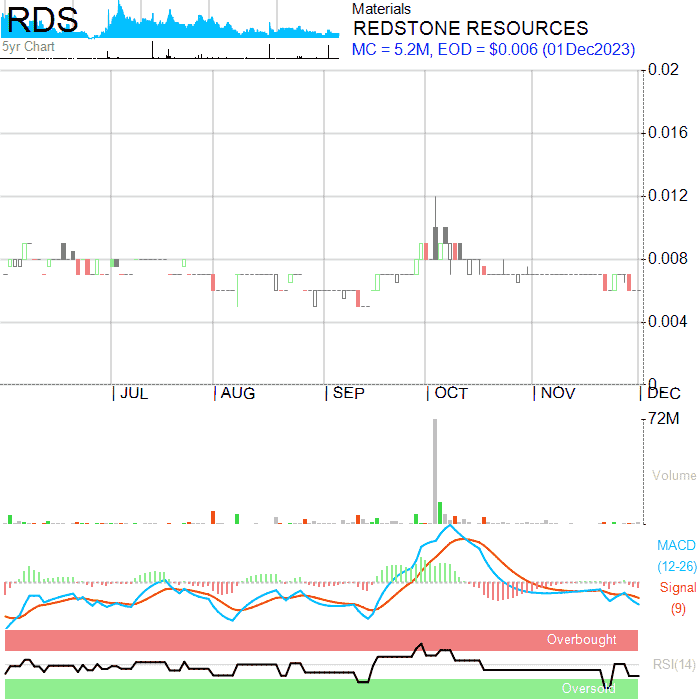 RDS
5yr Chart
Materials
REDSTONE RESOURCES
MC = 5.2M, EOD = $0.006 (01Dec2023)
0.02
0.016
0.012
0.008
0.004
0
JUL
AUG
SEP
OCT
NOV
DEC
72M
Volume
MACD
(12-26)
Signal
(9)
Overbought
RSI(14)
Oversold